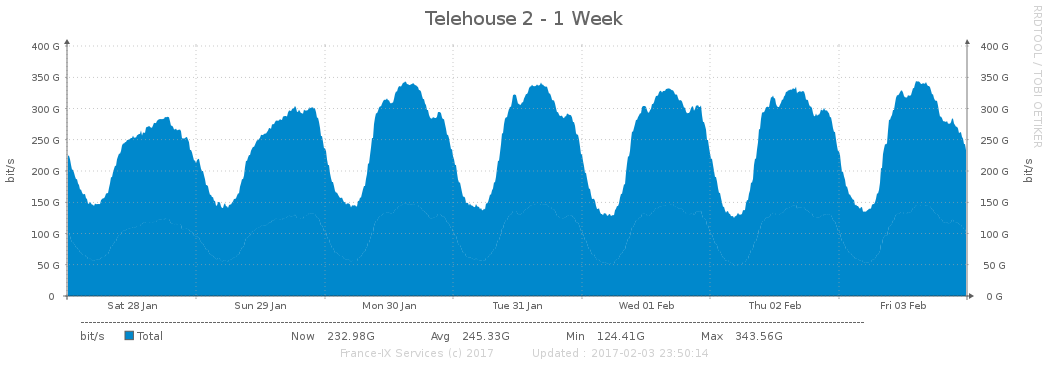 Telehouse 2 - 1 Week
RRDTOOL / TOBI OETIKER
400 G 400 G
350 G 350 G
300 G 300 G
250 G 250 G
200 G 200 G
150 G 150 G
100 G 100 G
50 G 50 G
0 0 G
bit/s bit/s
Sat 28 Jan Sun 29 Jan Mon 30 Jan Tue 31 Jan Wed 01 Feb Thu 02 Feb Fri 03 Feb
bit/s Total Now 232.98G Avg 245.33G Min 124.41G Max 343.56G
France-IX Services (c) 2017 Updated : 2017-02-03 23:50:14